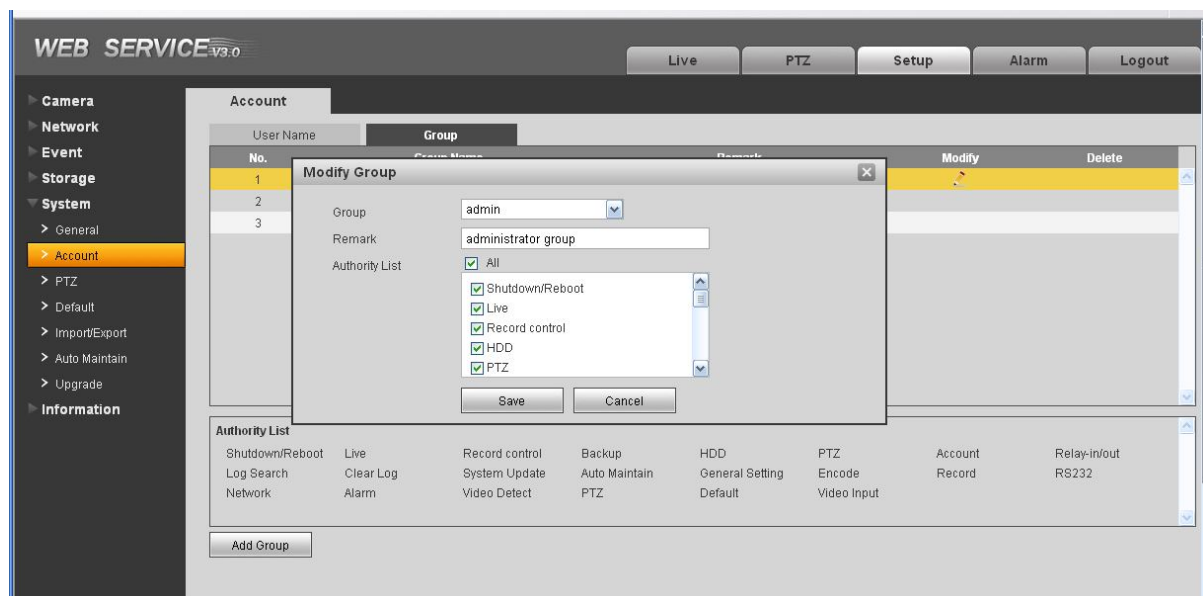 WEB SERVICE V3.0
Live PTZ Setup Alarm Logout
Camera
Network
Event
Storage
System
> General
> Account
> PTZ
> Default
> Import/Export
> Auto Maintain
> Upgrade
Information
Account
User Name Group
No. Group Name Remark Modify Delete
1
2
3
Modify Group
Group admin
Remark administrator group
Authority List All
Shutdown/Reboot
Live
Record control
HDD
PTZ
Save Cancel
Authority List
Shutdown/Reboot Live Record control Backup HDD PTZ Account Relay-in/out
Log Search Clear Log System Update Auto Maintain General Setting Encode Record RS232
Network Alarm Video Detect PTZ Default Video Input
Add Group